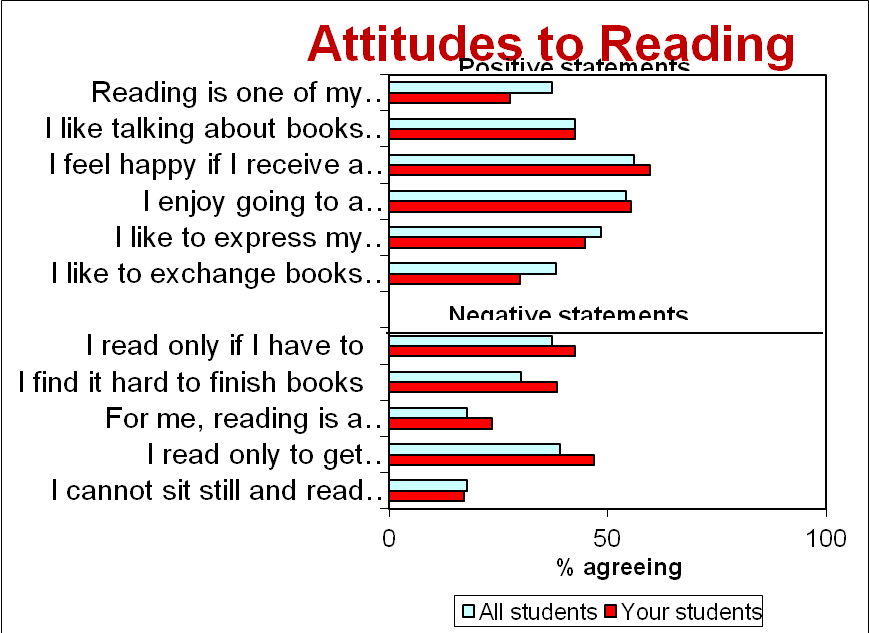 Attitudes to Reading
Positive statements
Reading is one of my..
I like talking about books..
I feel happy if I receive a..
I enjoy going to a..
I like to express my..
I like to exchange books..
Negative statements
I read only if I have to
I find it hard to finish books
For me, reading is a..
I read only to get..
I cannot sit still and read..
0 50 100
% agreeing
All students Your students